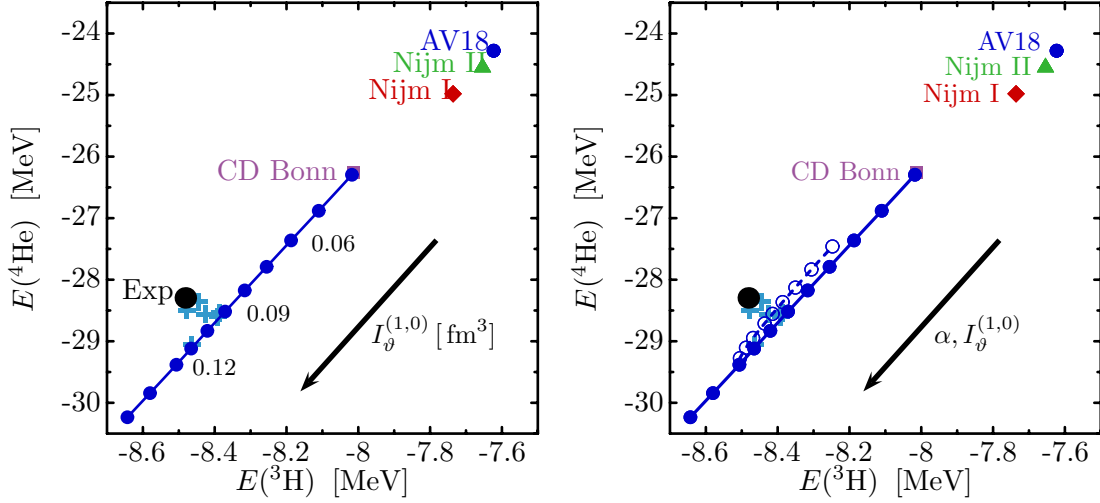 -24
-25
-26
-27
-28
-29
-30
E(⁴He) [MeV]
AV18
Nijm II
Nijm I
CD Bonn
0.06
Exp
0.09
I_ϑ^(1,0) [fm³]
0.12
-8.6 -8.4 -8.2 -8 -7.8 -7.6
E(³H) [MeV]
-24
-25
-26
-27
-28
-29
-30
E(⁴He) [MeV]
AV18
Nijm II
Nijm I
CD Bonn
Exp
α, I_ϑ^(1,0)
-8.6 -8.4 -8.2 -8 -7.8 -7.6
E(³H) [MeV]